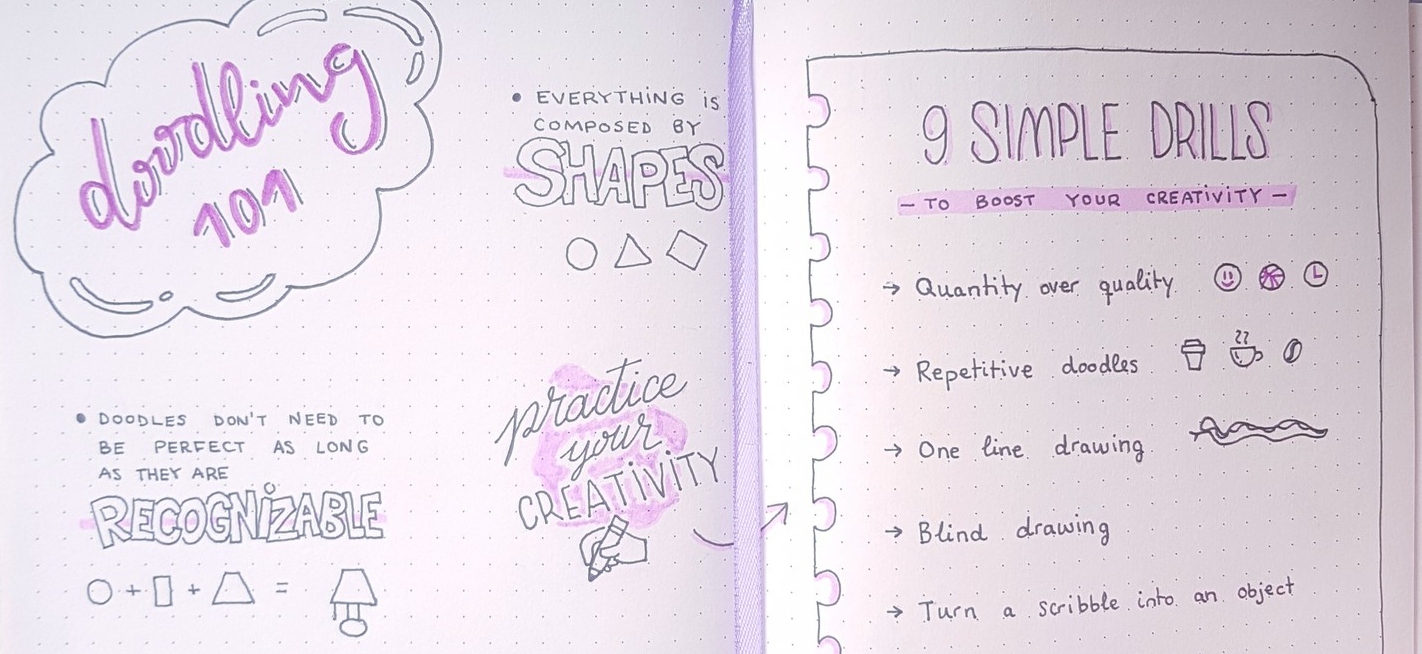 doodling
101
• EVERYTHING is
COMPOSED BY
SHAPES
• DOODLES DON'T NEED TO
BE PERFECT AS LONG
AS THEY ARE
RECOGNiZABLE
+ + =
practice
your
CREATiViTY
9 SIMPLE DRILLS
- TO BOOST YOUR CREATiViTY -
→ Quantity over quality
→ Repetitive doodles
→ One line drawing
→ Blind drawing
→ Turn a scribble into an object